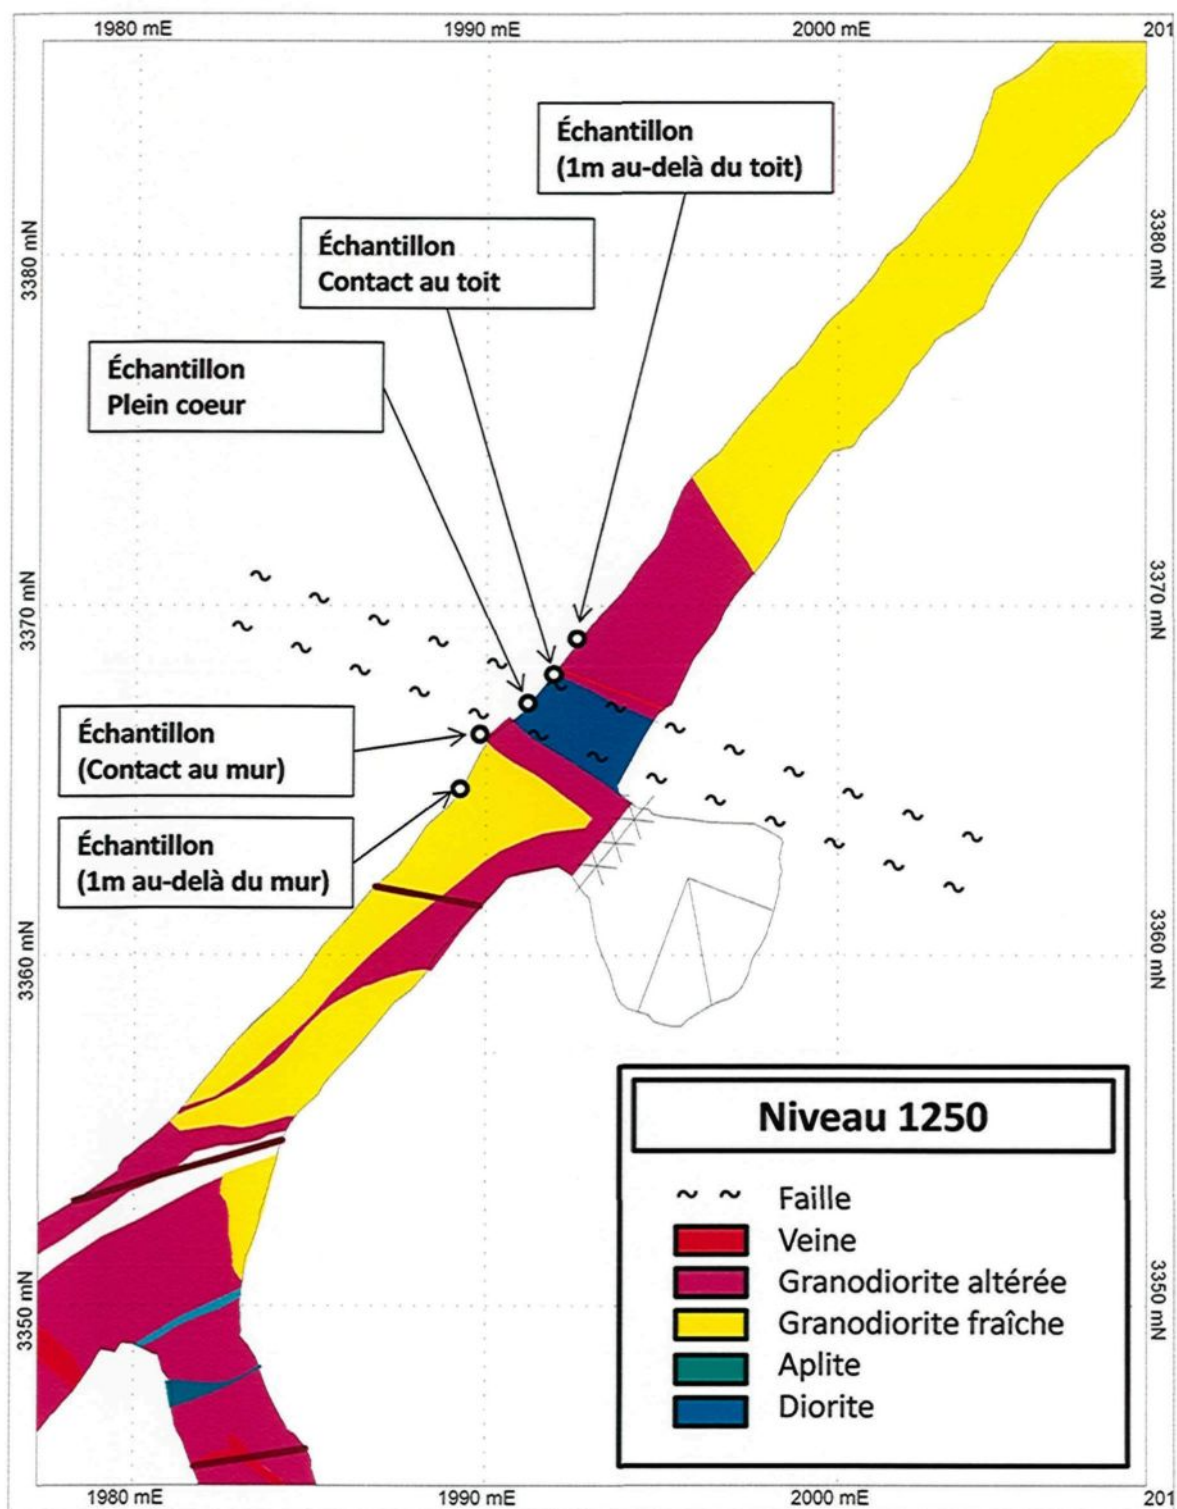 1980 mE
1990 mE
2000 mE
201
Échantillon
(1m au-delà du toit)
Échantillon
Contact au toit
3380 mN
3380 mN
Échantillon
Plein coeur
3370 mN
3370 mN
Échantillon
(Contact au mur)
Échantillon
(1m au-delà du mur)
3360 mN
3360 mN
Niveau 1250
Faille
Veine
Granodiorite altérée
Granodiorite fraîche
Aplite
Diorite
3350 mN
3350 mN
1980 mE
1990 mE
2000 mE
201